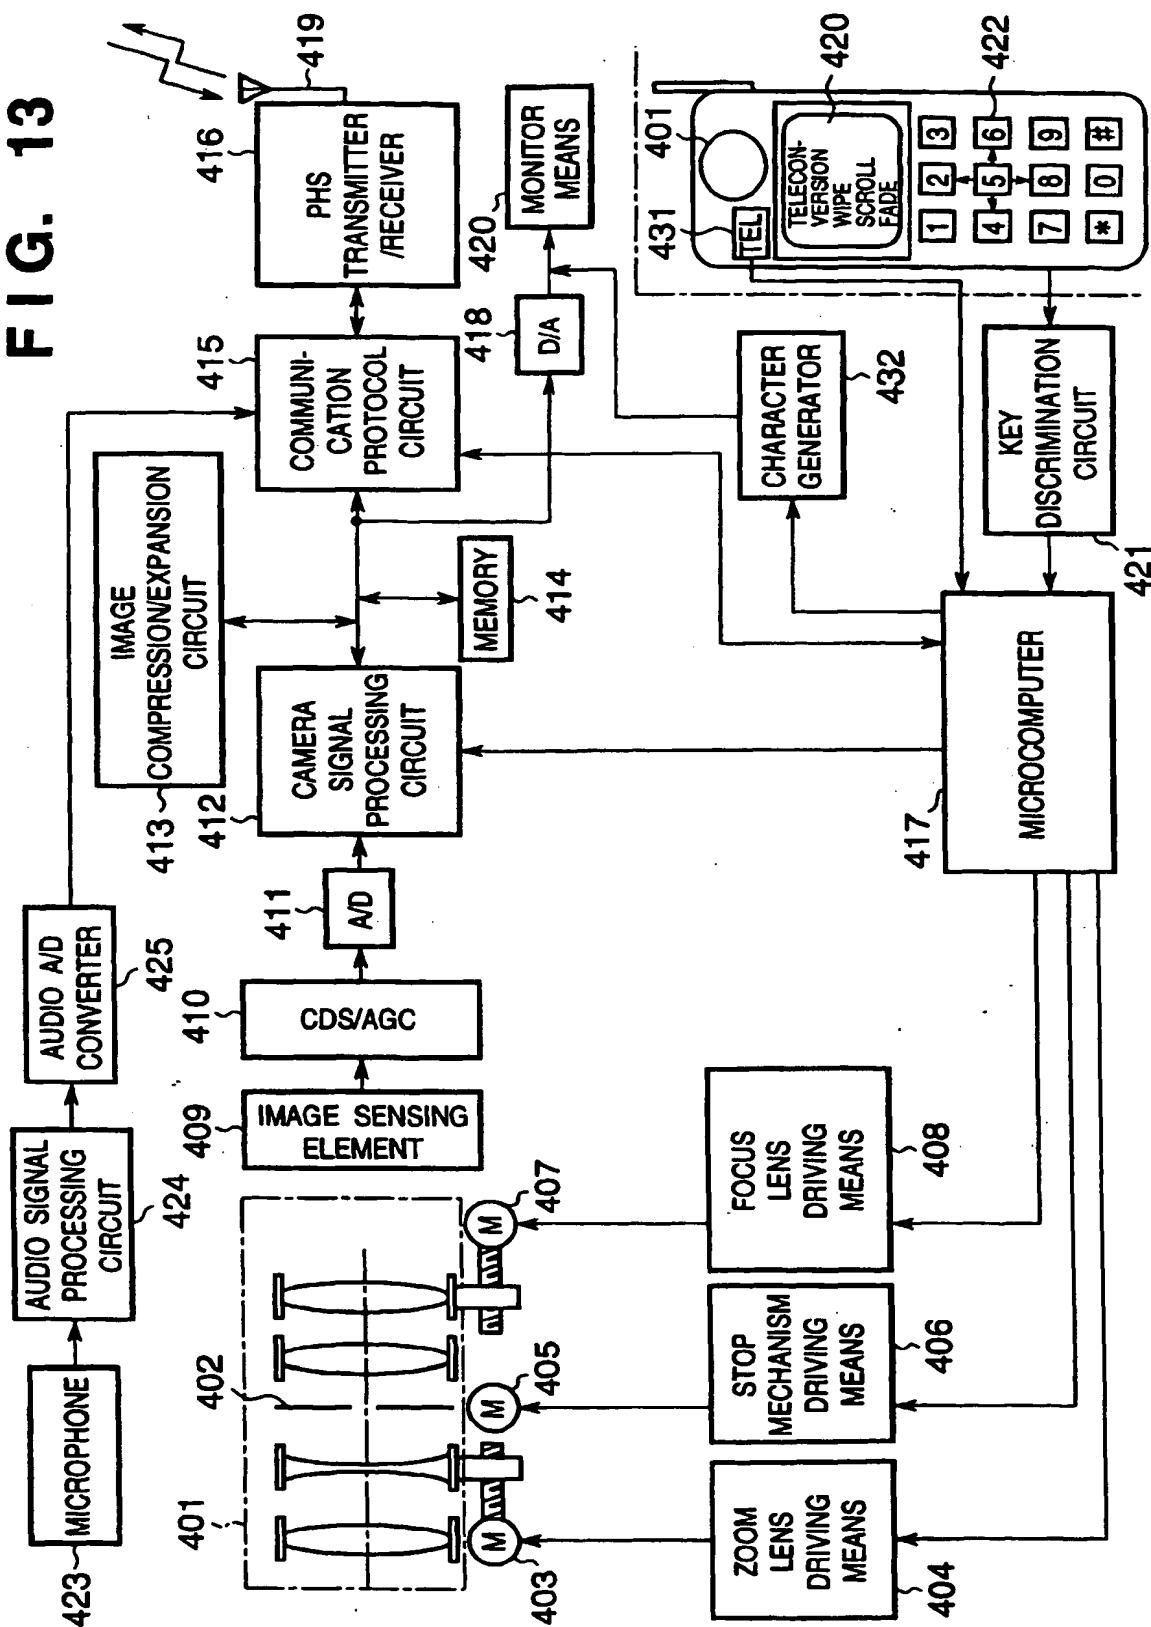 FIG. 13
423
MICROPHONE
AUDIO SIGNAL
PROCESSING
CIRCUIT
424
AUDIO A/D
CONVERTER
425
413
IMAGE
COMPRESSION/EXPANSION
CIRCUIT
401
402
403
M
405
M
407
M
409
IMAGE SENSING
ELEMENT
410
CDS/AGC
411
A/D
412
CAMERA
SIGNAL
PROCESSING
CIRCUIT
MEMORY
414
415
COMMUNI-
CATION
PROTOCOL
CIRCUIT
416
PHS
TRANSMITTER
/RECEIVER
419
418
D/A
420
MONITOR
MEANS
ZOOM
LENS
DRIVING
MEANS
404
STOP
MECHANISM
DRIVING
MEANS
406
FOCUS
LENS
DRIVING
MEANS
408
417
MICROCOMPUTER
CHARACTER
GENERATOR
432
KEY
DISCRIMINATION
CIRCUIT
421
431
TEL
401
420
TELECON-
VERSION
WIPE
SCROLL
FADE
422
1 2 3
4 5 6
7 8 9
* 0 #